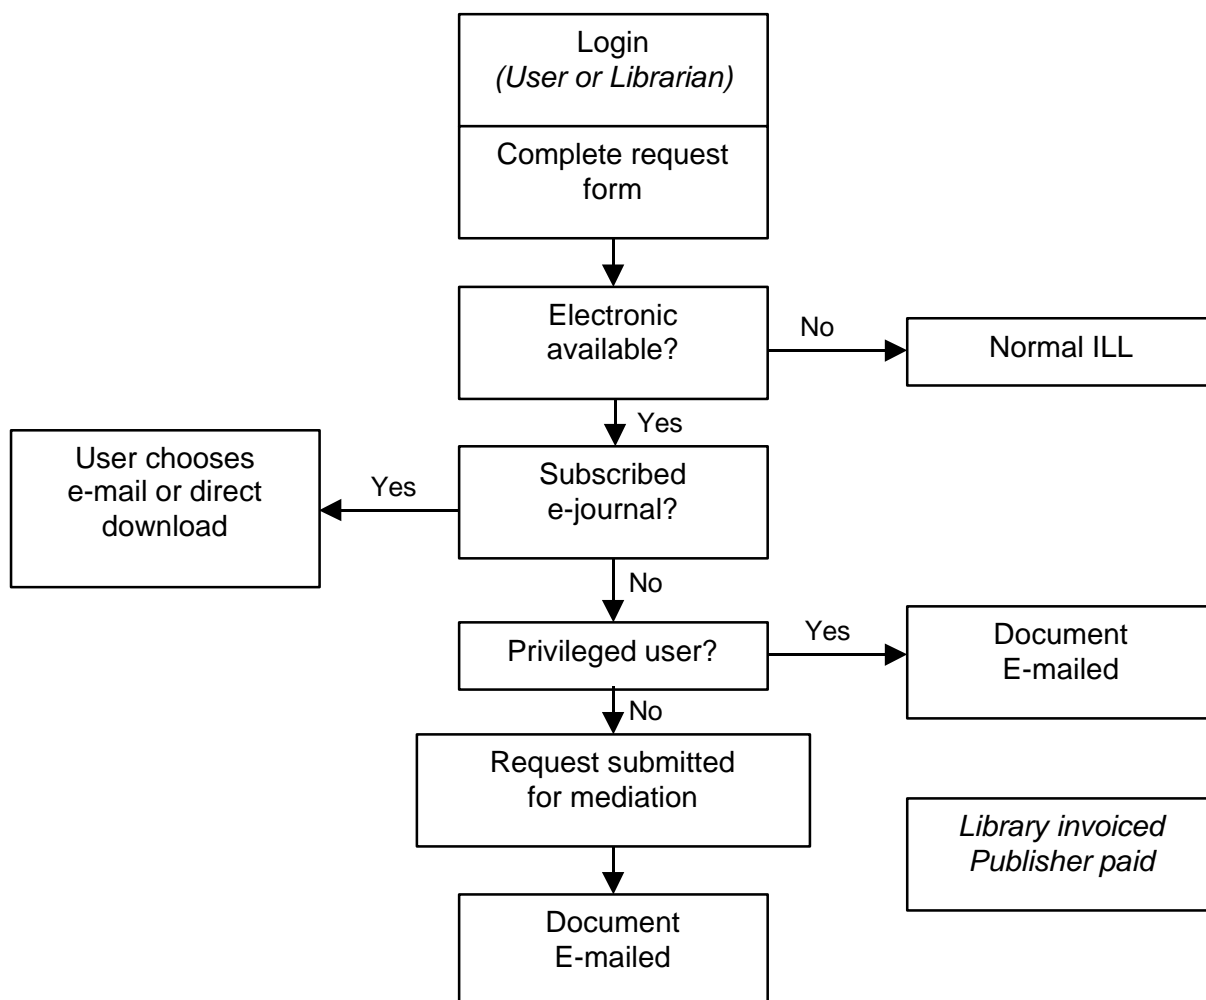 Login
(User or Librarian)
Complete request
form
Electronic
available?
No
Normal ILL
Yes
User chooses
e-mail or direct
download
Yes
Subscribed
e-journal?
No
Privileged user?
Yes
Document
E-mailed
No
Request submitted
for mediation
Library invoiced
Publisher paid
Document
E-mailed